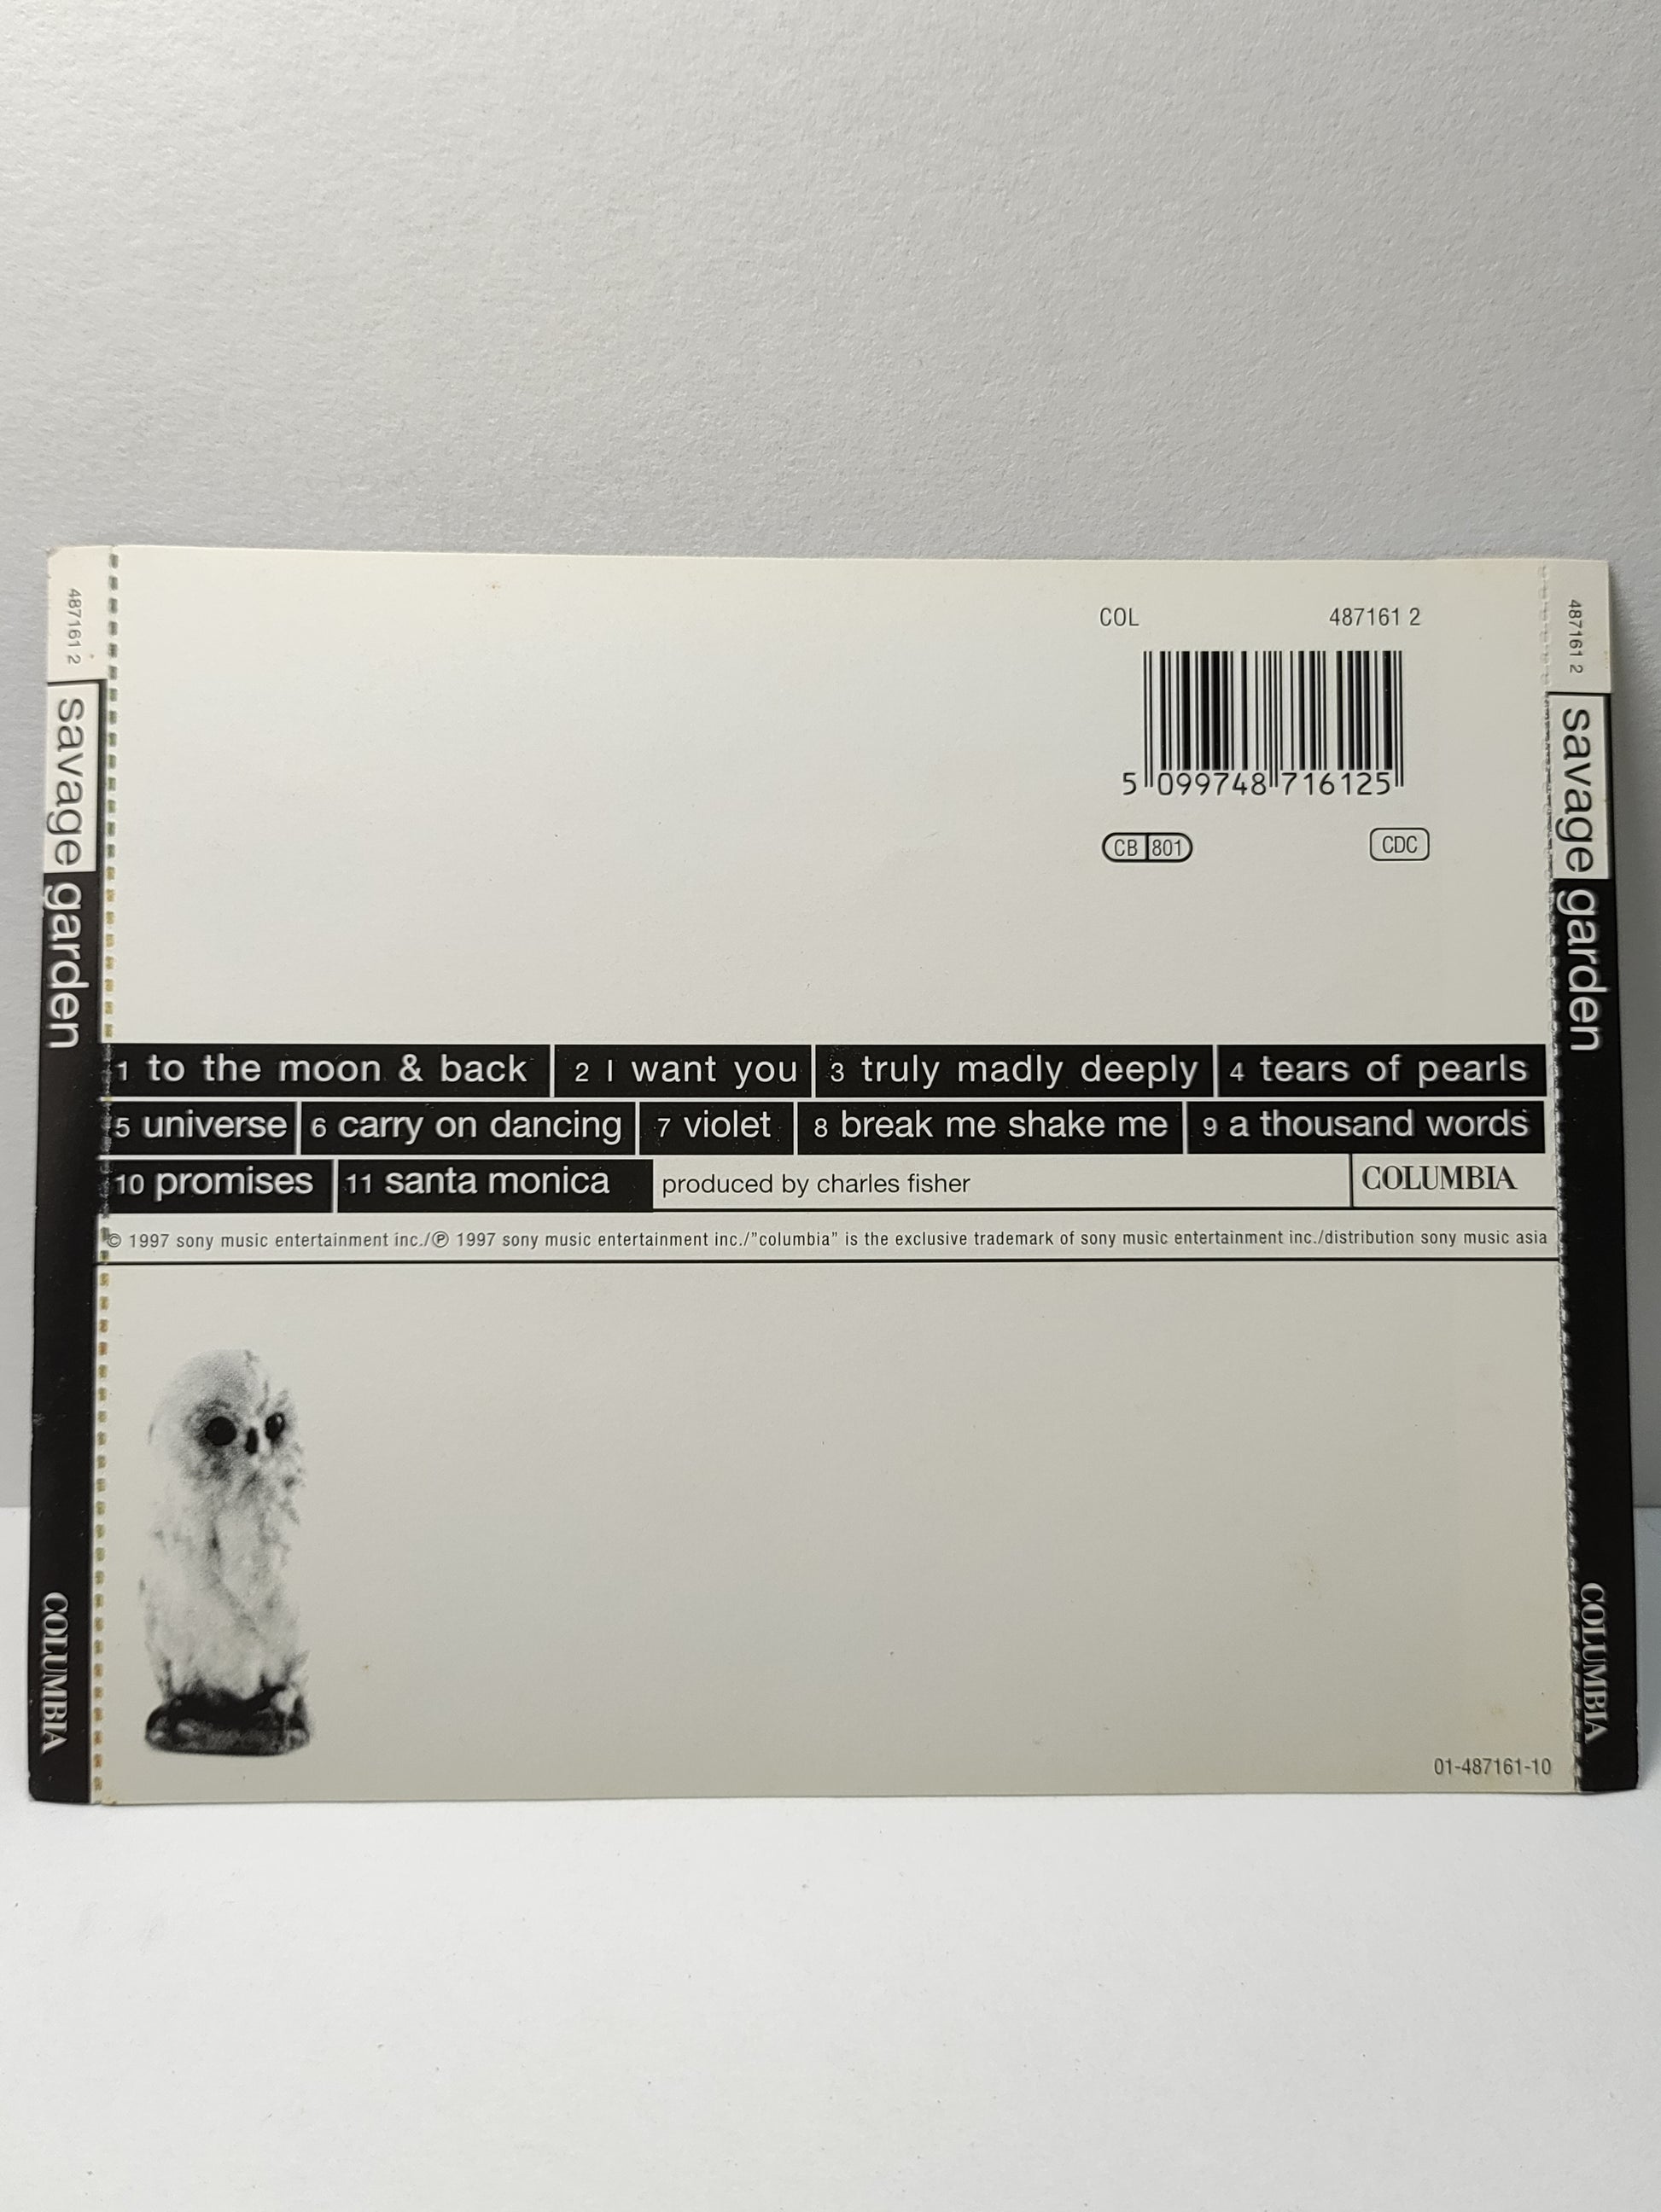 487161 2
savage garden
COLUMBIA
COL 487161 2
5 099748 716125
CB 801 CDC
1 to the moon & back 2 I want you 3 truly madly deeply 4 tears of pearls
5 universe 6 carry on dancing 7 violet 8 break me shake me 9 a thousand words
10 promises 11 santa monica produced by charles fisher COLUMBIA
© 1997 sony music entertainment inc./℗ 1997 sony music entertainment inc./"columbia" is the exclusive trademark of sony music entertainment inc./distribution sony music asia
01-487161-10
487161 2
savage garden
COLUMBIA